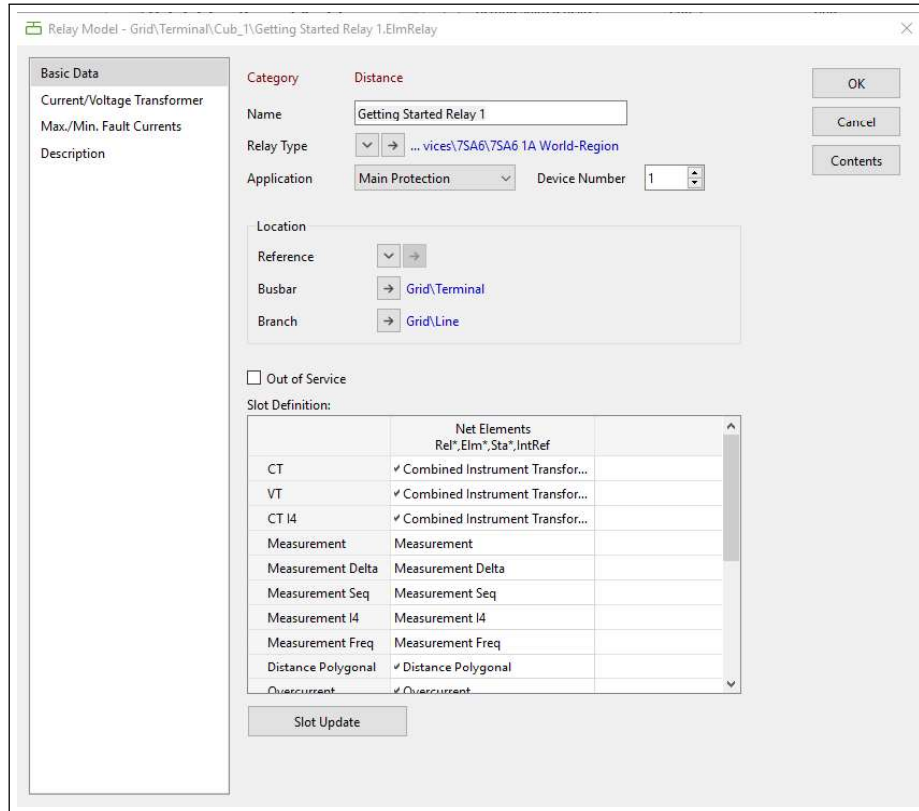 Relay Model - Grid\Terminal\Cub_1\Getting Started Relay 1.ElmRelay
Basic Data
Current/Voltage Transformer
Max./Min. Fault Currents
Description
Category Distance
Name Getting Started Relay 1
Relay Type ... vices\7SA6\7SA6 1A World-Region
Application Main Protection Device Number 1
Location
Reference
Busbar Grid\Terminal
Branch Grid\Line
Out of Service
Slot Definition:
Net Elements
Rel*,Elm*,Sta*,IntRef
CT Combined Instrument Transfor...
VT Combined Instrument Transfor...
CT I4 Combined Instrument Transfor...
Measurement Measurement
Measurement Delta Measurement Delta
Measurement Seq Measurement Seq
Measurement I4 Measurement I4
Measurement Freq Measurement Freq
Distance Polygonal Distance Polygonal
Overcurrent Overcurrent
Slot Update
OK
Cancel
Contents